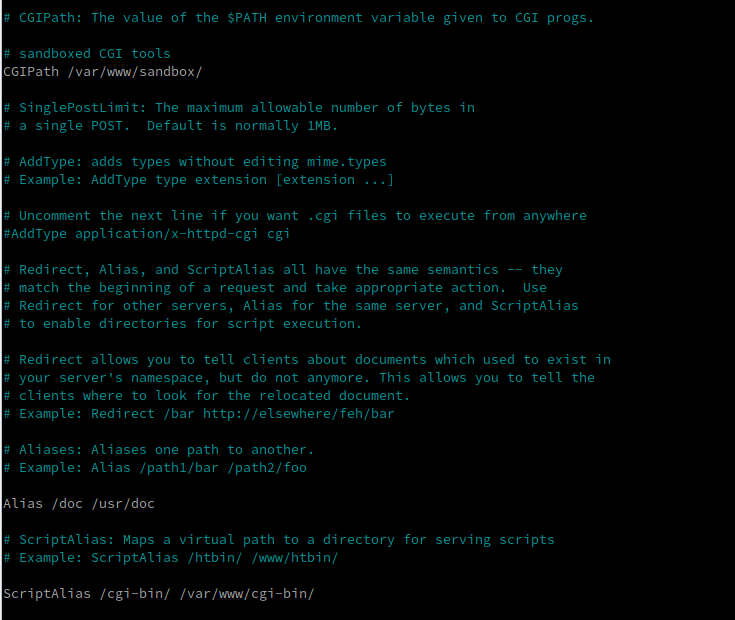 # CGIPath: The value of the $PATH environment variable given to CGI progs.
# sandboxed CGI tools
CGIPath /var/www/sandbox/
# SinglePostLimit: The maximum allowable number of bytes in
# a single POST.  Default is normally 1MB.
# AddType: adds types without editing mime.types
# Example: AddType type extension [extension ...]
# Uncomment the next line if you want .cgi files to execute from anywhere
#AddType application/x-httpd-cgi cgi
# Redirect, Alias, and ScriptAlias all have the same semantics -- they
# match the beginning of a request and take appropriate action.  Use
# Redirect for other servers, Alias for the same server, and ScriptAlias
# to enable directories for script execution.
# Redirect allows you to tell clients about documents which used to exist in
# your server's namespace, but do not anymore. This allows you to tell the
# clients where to look for the relocated document.
# Example: Redirect /bar http://elsewhere/feh/bar
# Aliases: Aliases one path to another.
# Example: Alias /path1/bar /path2/foo
Alias /doc /usr/doc
# ScriptAlias: Maps a virtual path to a directory for serving scripts
# Example: ScriptAlias /htbin/ /www/htbin/
ScriptAlias /cgi-bin/ /var/www/cgi-bin/